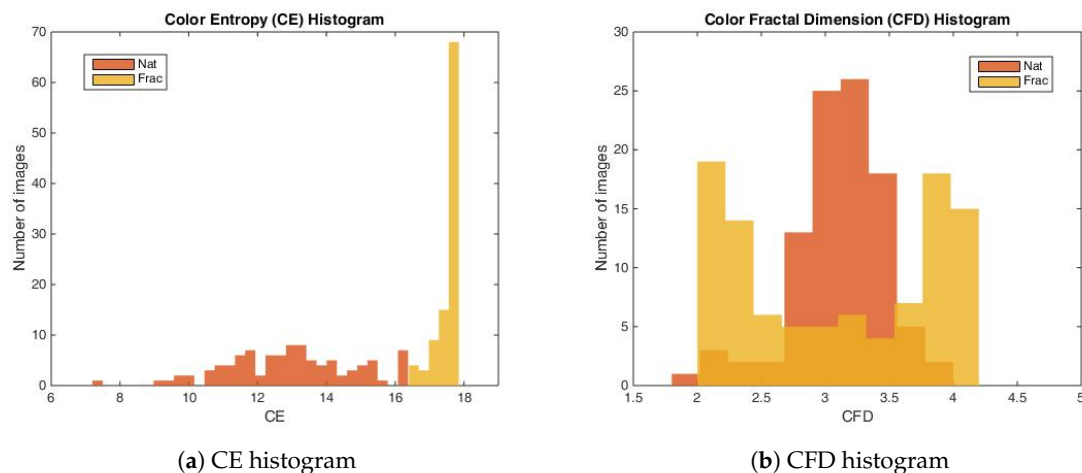 Color Entropy (CE) Histogram
70
60
50
40
30
20
10
0
Number of images
Nat
Frac
6 8 10 12 14 16 18
CE
(a) CE histogram
Color Fractal Dimension (CFD) Histogram
30
25
20
15
10
5
0
Number of images
Nat
Frac
1.5 2 2.5 3 3.5 4 4.5 5
CFD
(b) CFD histogram